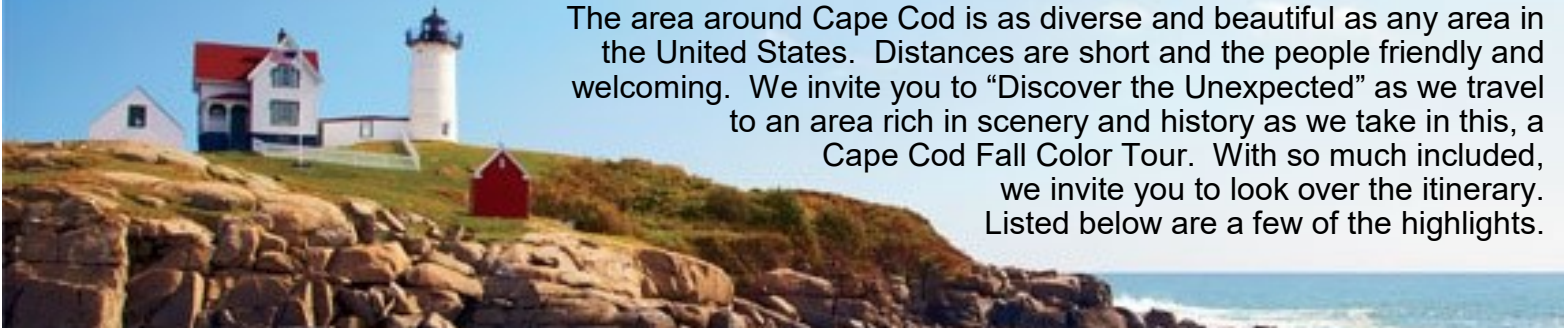 The area around Cape Cod is as diverse and beautiful as any area in
the United States.  Distances are short and the people friendly and
welcoming.  We invite you to “Discover the Unexpected” as we travel
to an area rich in scenery and history as we take in this, a
Cape Cod Fall Color Tour.  With so much included,
we invite you to look over the itinerary.
Listed below are a few of the highlights.